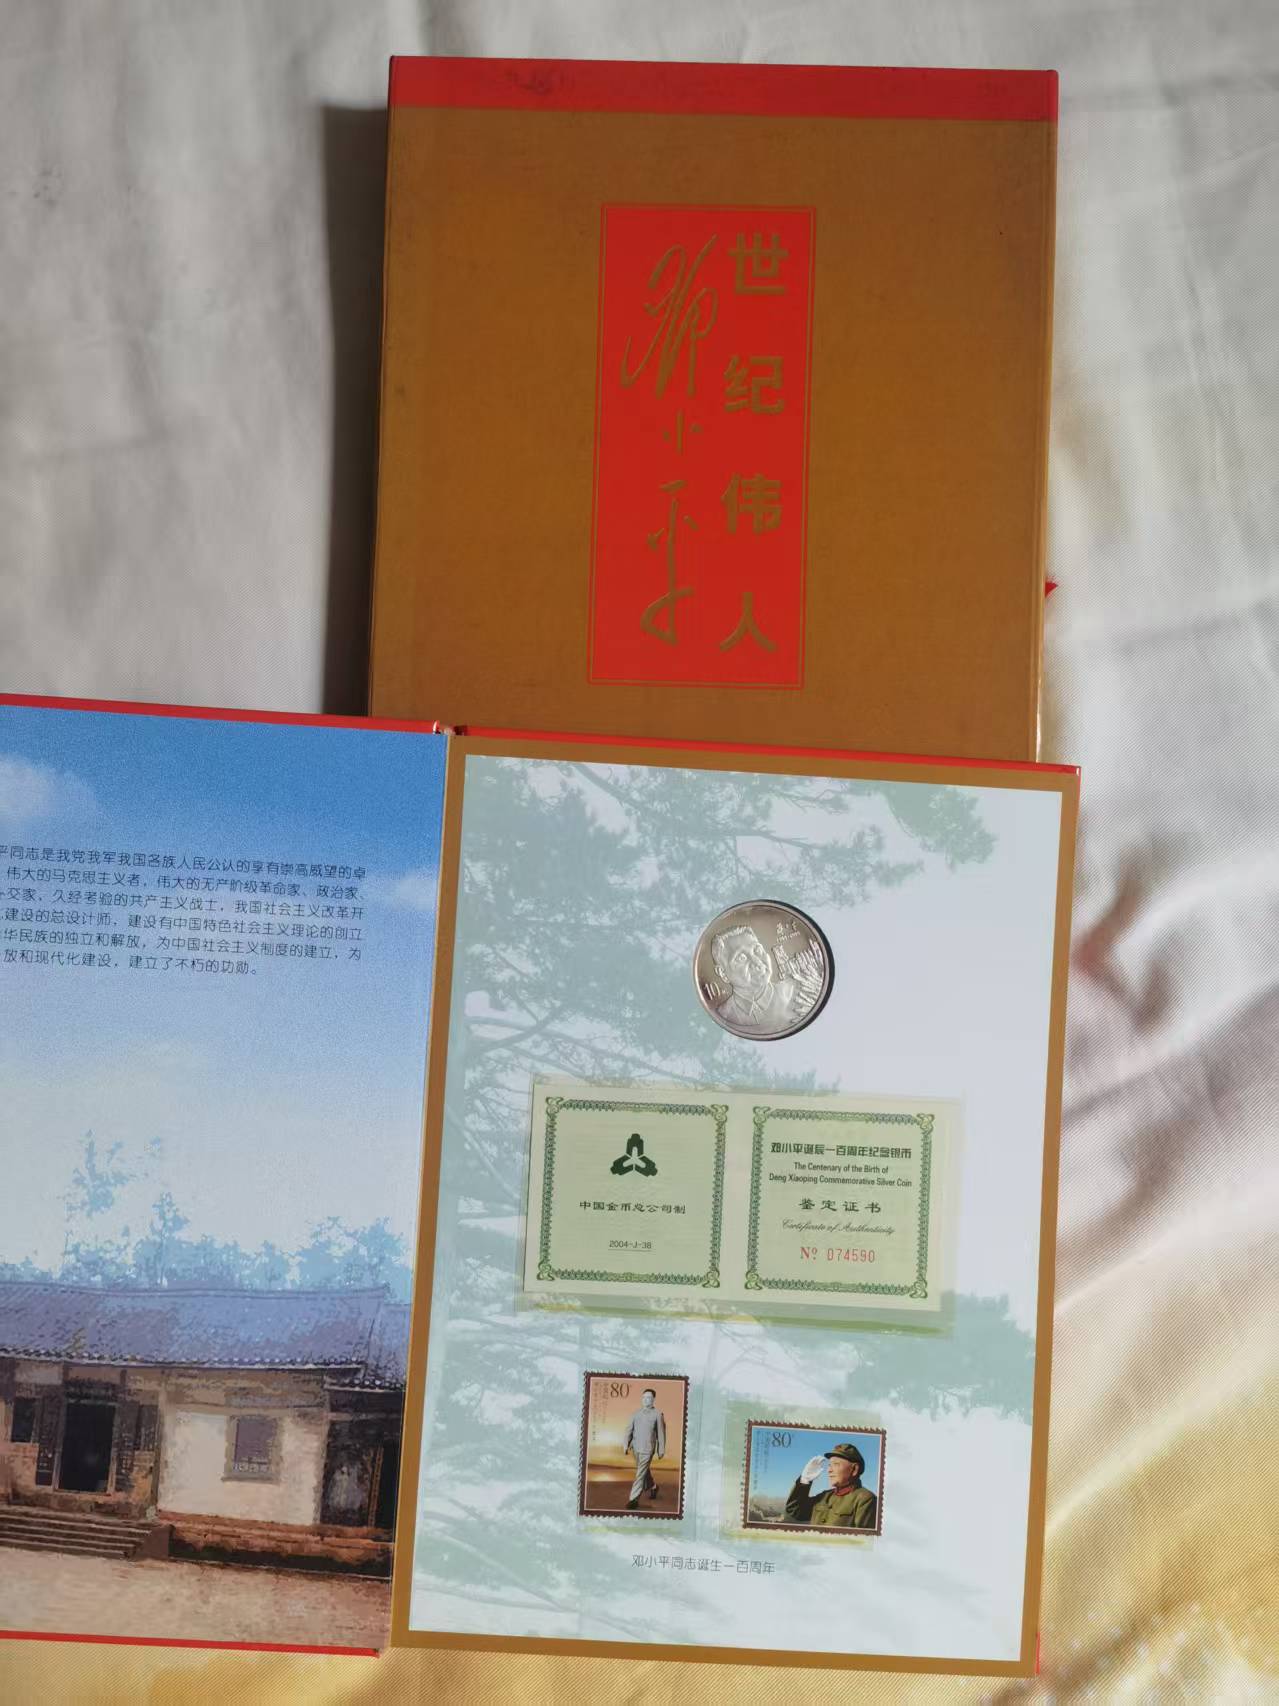 世纪伟人
邓小平
平同志是我党我军我国各族人民公认的享有崇高威望的卓
伟大的马克思主义者，伟大的无产阶级革命家、政治家、
交家，久经考验的共产主义战士，我国社会主义改革开
建设的总设计师，建设有中国特色社会主义理论的创立
华民族的独立和解放，为中国社会主义制度的建立，为
放和现代化建设，建立了不朽的功勋。
10
中国金币总公司制
2004-J-38
邓小平诞辰一百周年纪念银币
The Centenary of the Birth of
Deng Xiaoping Commemorative Silver Coin
鉴定证书
Certificate of Authenticity
Nº 074590
80
80
邓小平同志诞生一百周年